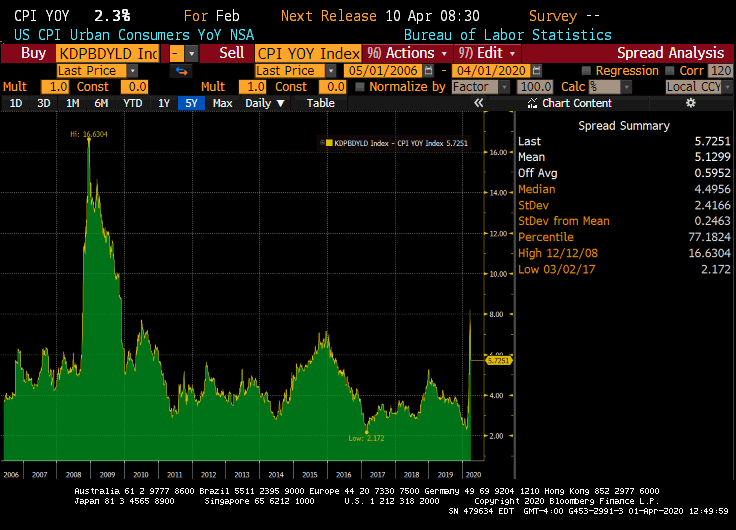 CPI YOY 2.3% For Feb Next Release 10 Apr 08:30 Survey --
US CPI Urban Consumers YoY NSA Bureau of Labor Statistics
Buy KDPBDYLD Inc - Sell CPI YOY Index 96) Actions 97) Edit Spread Analysis
Last Price Last Price 05/01/2006 - 04/01/2020 Regression Corr 120
Mult 1.0 Const 0.0 Mult 1.0 Const 0.0 Normalize by Factor 100.0 Calc % Local CCY
1D 3D 1M 6M YTD 1Y 5Y Max Daily ▼ Table « Chart Content
Hi: 16.6304
KDPBDYLD Index - CPI YOY Index 5.7251
16.00
14.00
12.00
10.00
8.00
6.00
5.7251
4.00
2.00
Low: 2.172
2006 2007 2008 2009 2010 2011 2012 2013 2014 2015 2016 2017 2018 2019 2020
Spread Summary
Last 5.7251
Mean 5.1299
Off Avg 0.5952
Median 4.4956
StDev 2.4166
StDev from Mean 0.2463
Percentile 77.1824
High 12/12/08 16.6304
Low 03/02/17 2.172
Australia 61 2 9777 8600 Brazil 5511 2395 9000 Europe 44 20 7330 7500 Germany 49 69 9204 1210 Hong Kong 852 2977 6000
Japan 81 3 4565 8900 Singapore 65 6212 1000 U.S. 1 212 318 2000 Copyright 2020 Bloomberg Finance L.P.
SN 479634 EDT GMT-4:00 G453-2991-3 01-Apr-2020 12:49:59